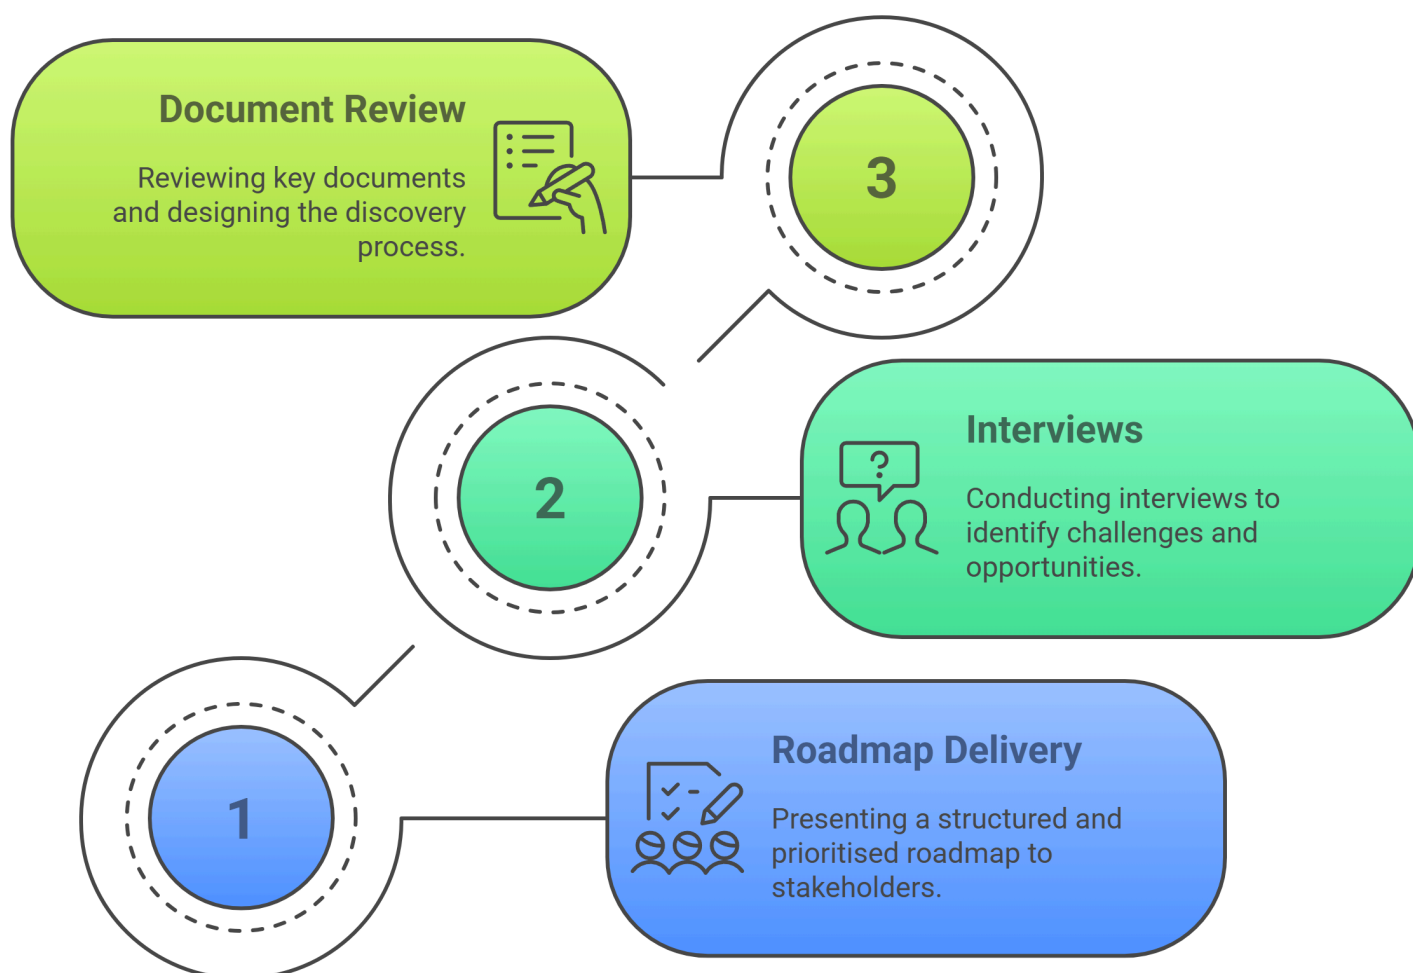 Document Review
Reviewing key documents
and designing the discovery
process.
3
2
Interviews
?
Conducting interviews to
identify challenges and
opportunities.
1
Roadmap Delivery
Presenting a structured and
prioritised roadmap to
stakeholders.